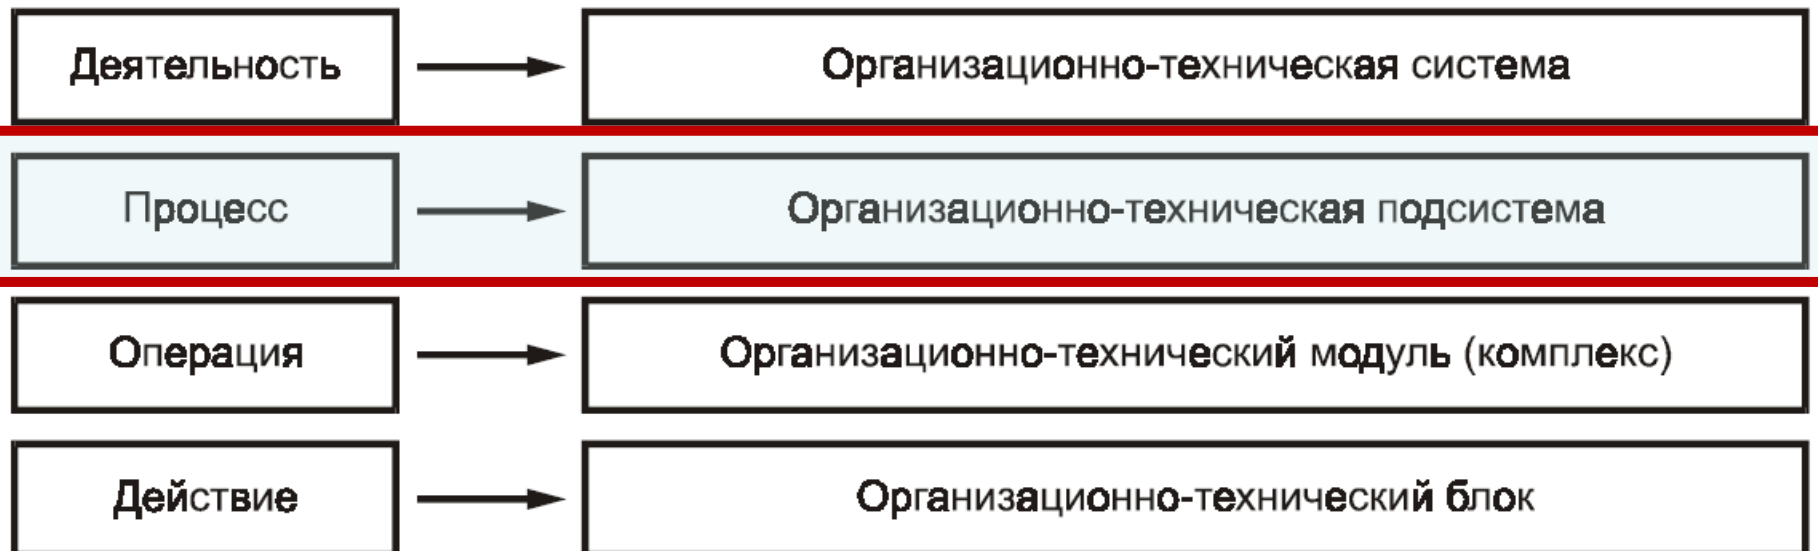 Деятельность
Организационно-техническая система
Процесс
Организационно-техническая подсистема
Операция
Организационно-технический модуль (комплекс)
Действие
Организационно-технический блок